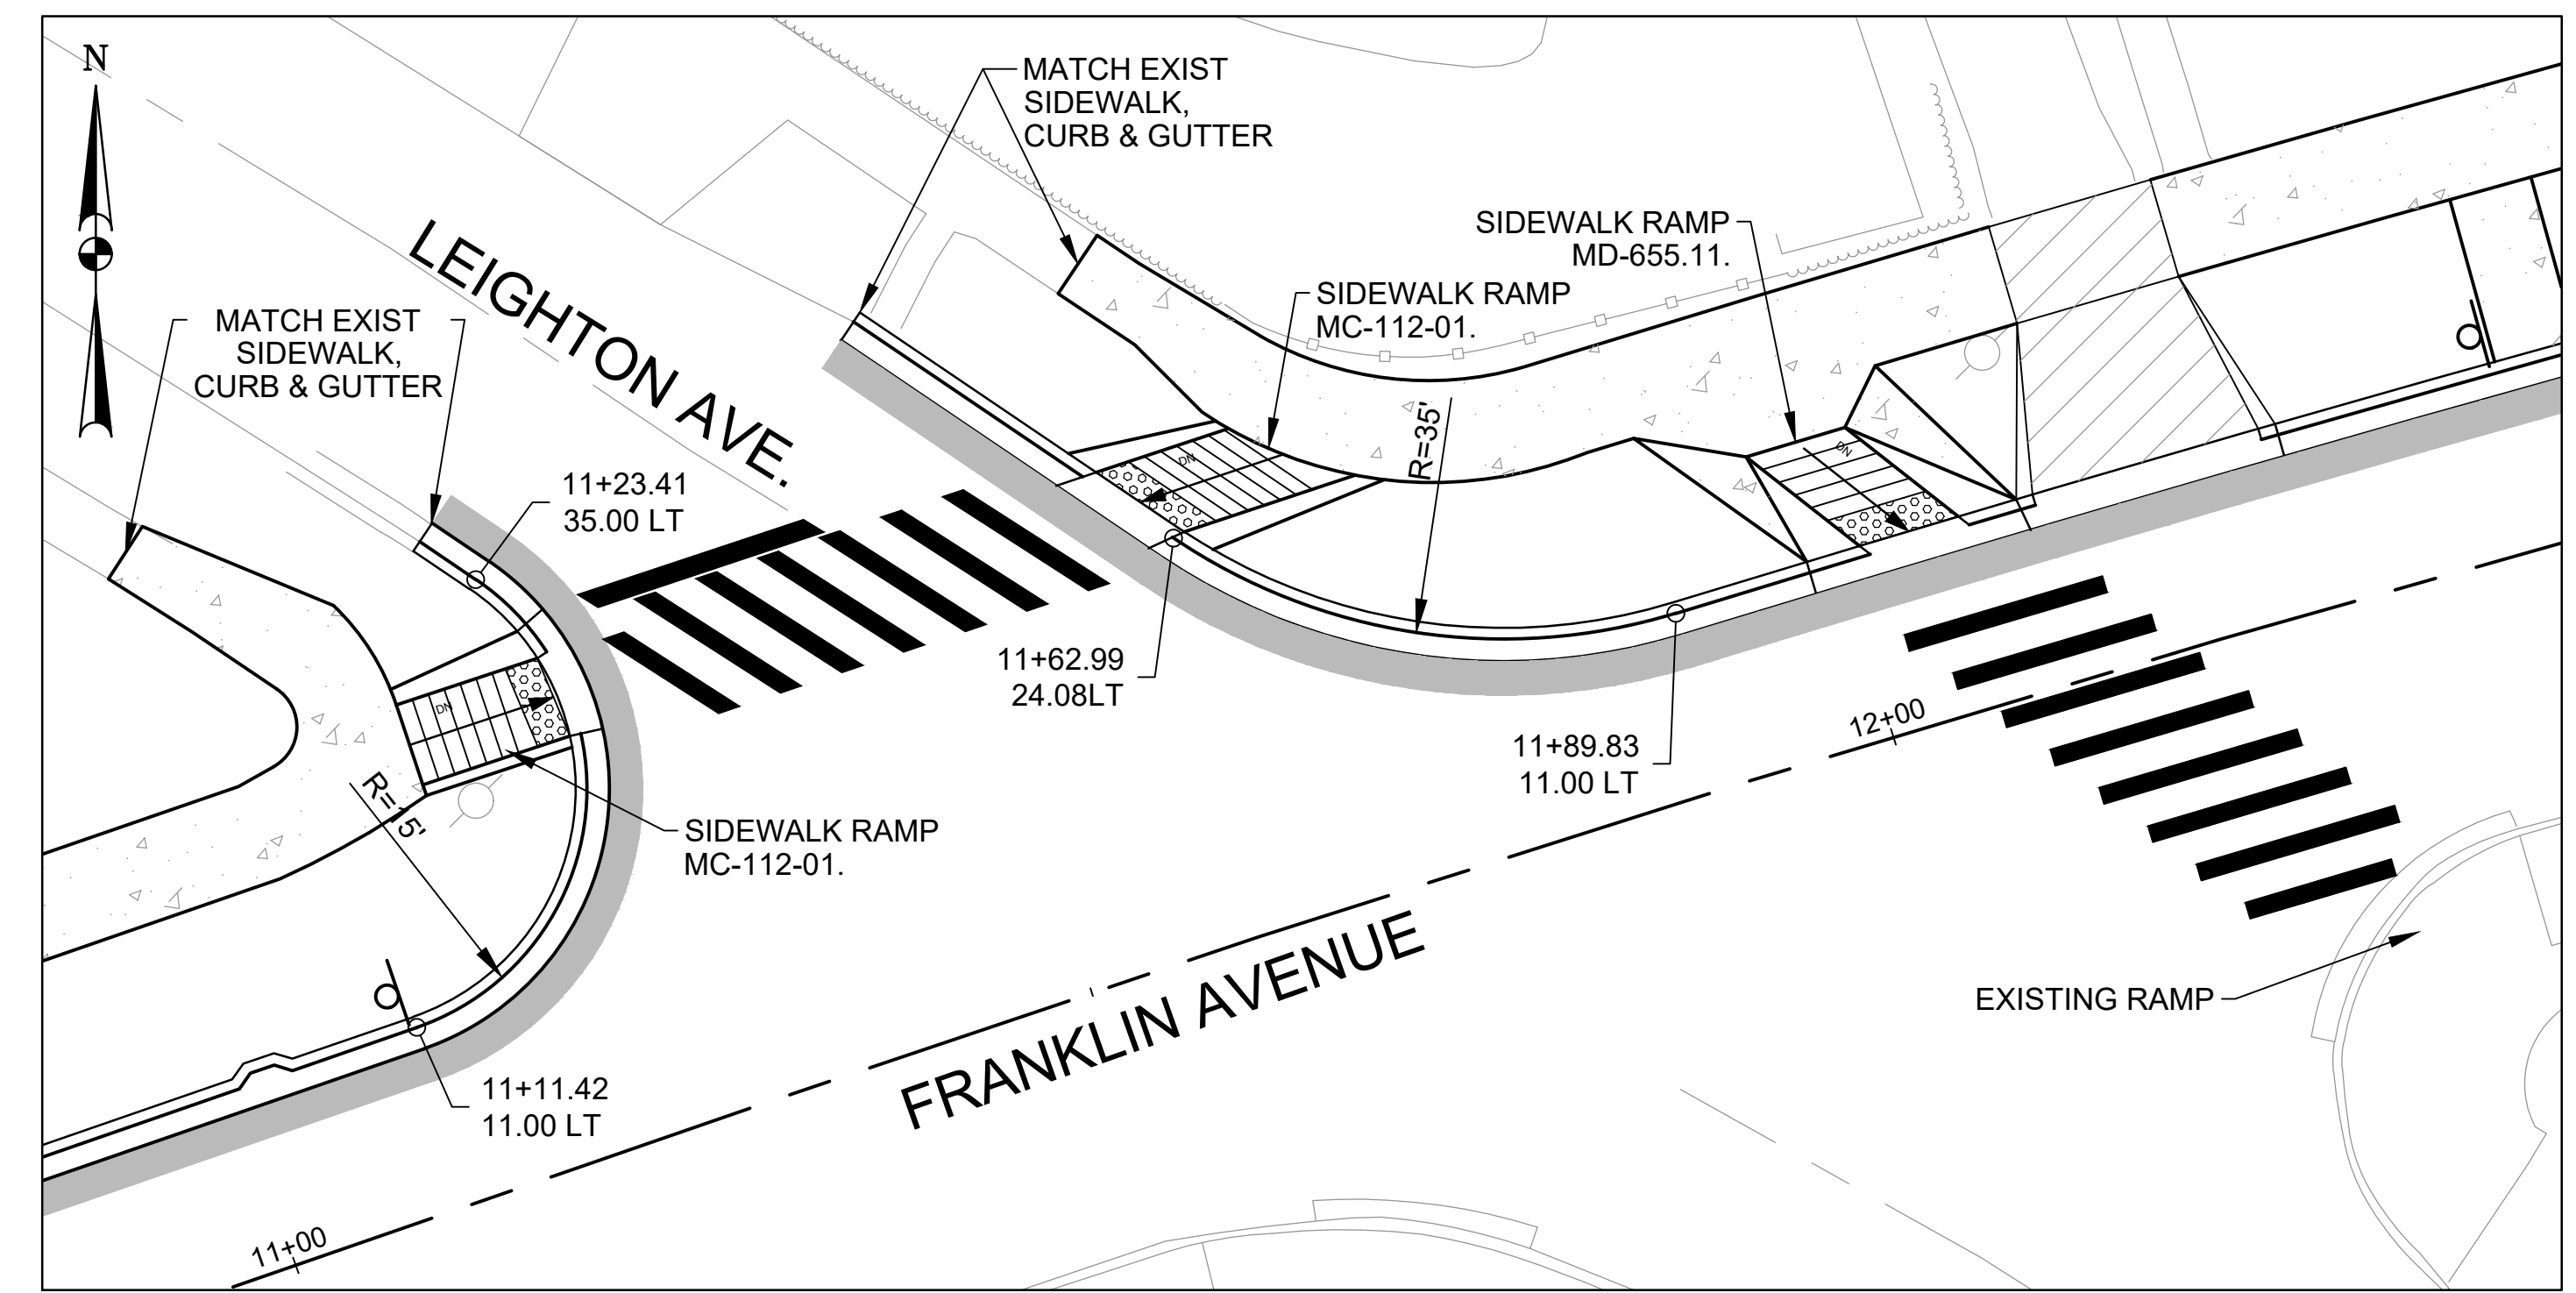 N
MATCH EXIST
SIDEWALK,
CURB & GUTTER
SIDEWALK RAMP
MD-655.11.
SIDEWALK RAMP
MC-112-01.
LEIGHTON AVE.
MATCH EXIST
SIDEWALK,
CURB & GUTTER
DN
DN
R=35'
11+23.41
35.00 LT
11+62.99
24.08LT
DN
12+00
11+89.83
11.00 LT
R=15'
SIDEWALK RAMP
MC-112-01.
FRANKLIN AVENUE
EXISTING RAMP
11+11.42
11.00 LT
11+00